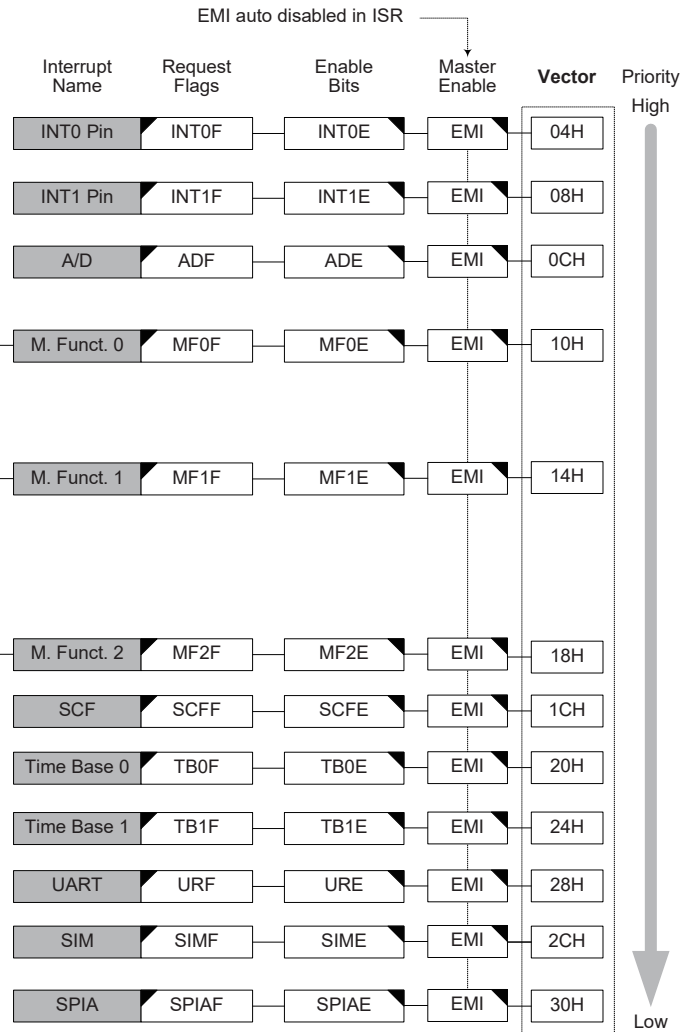 EMI auto disabled in ISR
Interrupt Name Request Flags Enable Bits Master Enable Vector Priority
High
INT0 Pin INT0F INT0E EMI 04H
INT1 Pin INT1F INT1E EMI 08H
A/D ADF ADE EMI 0CH
M. Funct. 0 MF0F MF0E EMI 10H
M. Funct. 1 MF1F MF1E EMI 14H
M. Funct. 2 MF2F MF2E EMI 18H
SCF SCFF SCFE EMI 1CH
Time Base 0 TB0F TB0E EMI 20H
Time Base 1 TB1F TB1E EMI 24H
UART URF URE EMI 28H
SIM SIMF SIME EMI 2CH
SPIA SPIAF SPIAE EMI 30H
Low